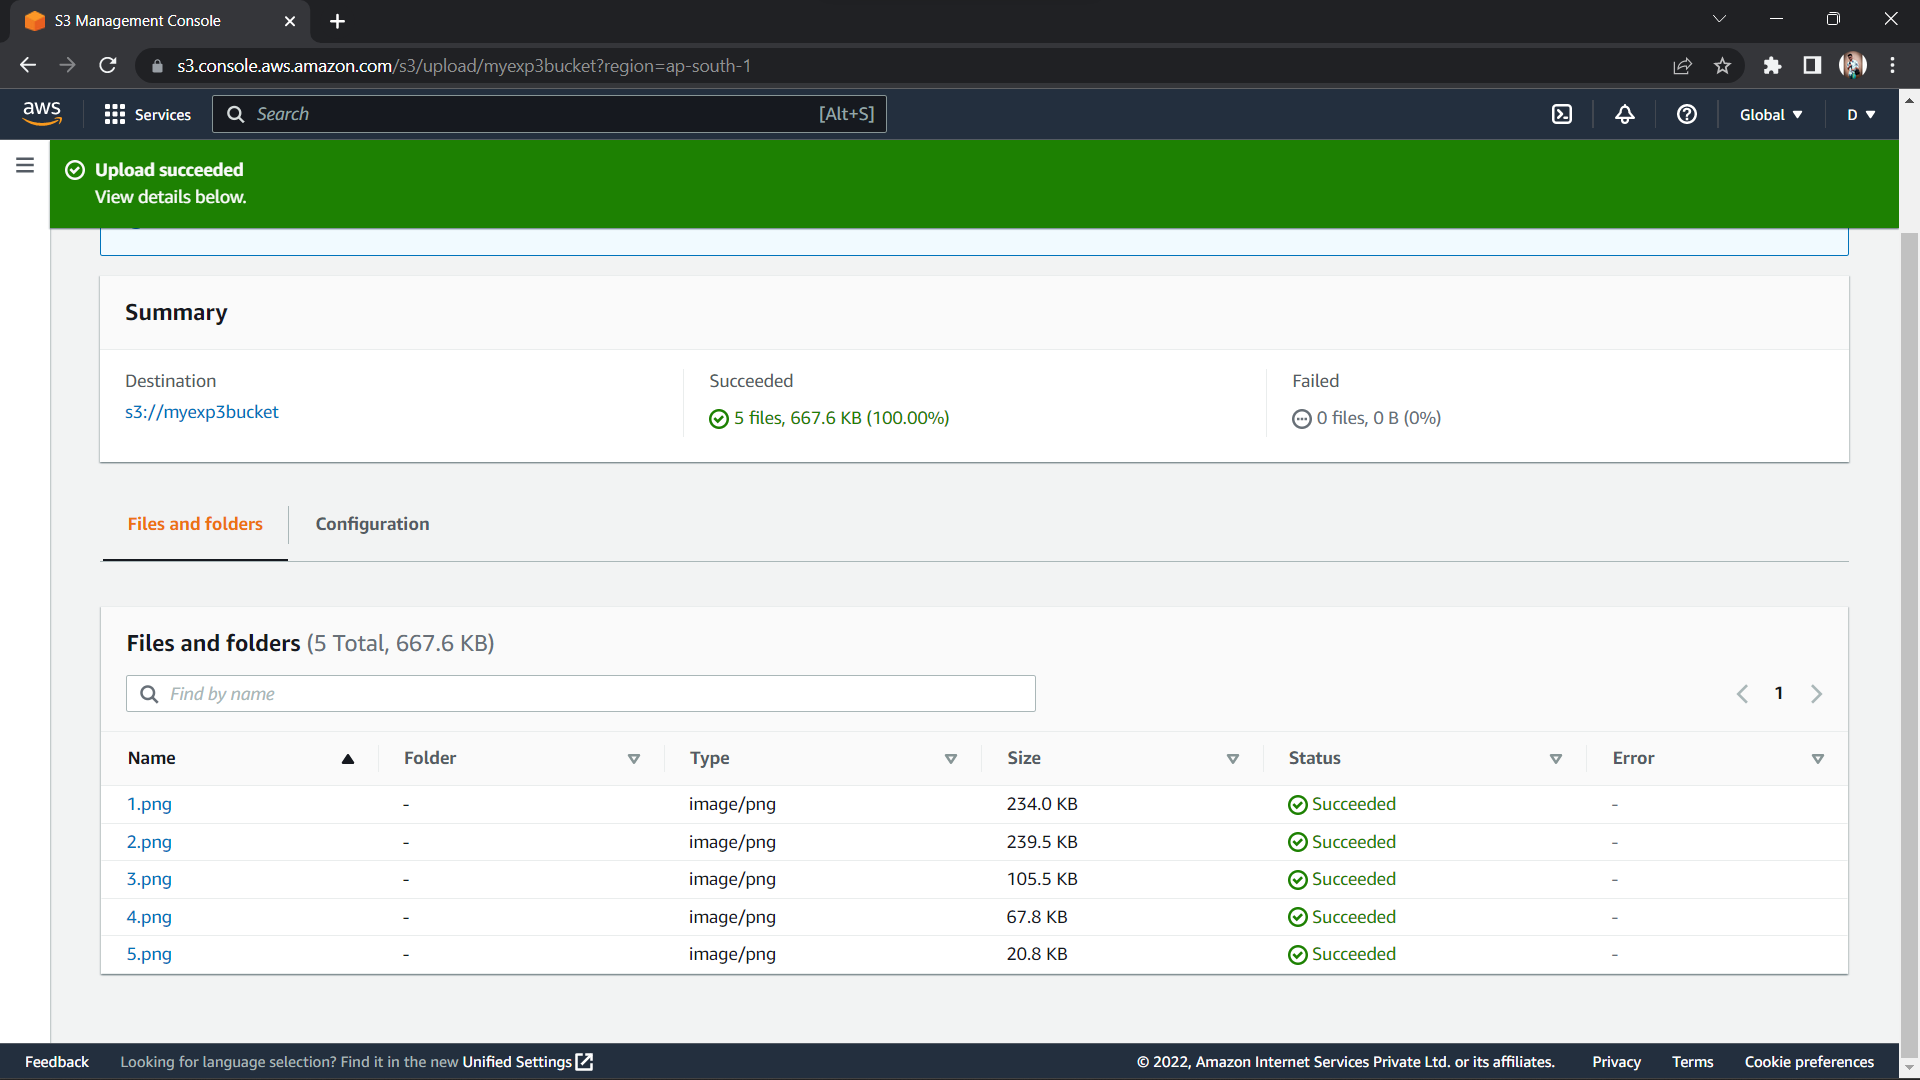 S3 Management Console
s3.console.aws.amazon.com/s3/upload/myexp3bucket?region=ap-south-1
aws Services Search [Alt+S] Global D
Upload succeeded
View details below.
Summary
Destination Succeeded Failed
s3://myexp3bucket 5 files, 667.6 KB (100.00%) 0 files, 0 B (0%)
Files and folders Configuration
Files and folders (5 Total, 667.6 KB)
Find by name 1
Name Folder Type Size Status Error
1.png - image/png 234.0 KB Succeeded -
2.png - image/png 239.5 KB Succeeded -
3.png - image/png 105.5 KB Succeeded -
4.png - image/png 67.8 KB Succeeded -
5.png - image/png 20.8 KB Succeeded -
Feedback Looking for language selection? Find it in the new Unified Settings © 2022, Amazon Internet Services Private Ltd. or its affiliates. Privacy Terms Cookie preferences